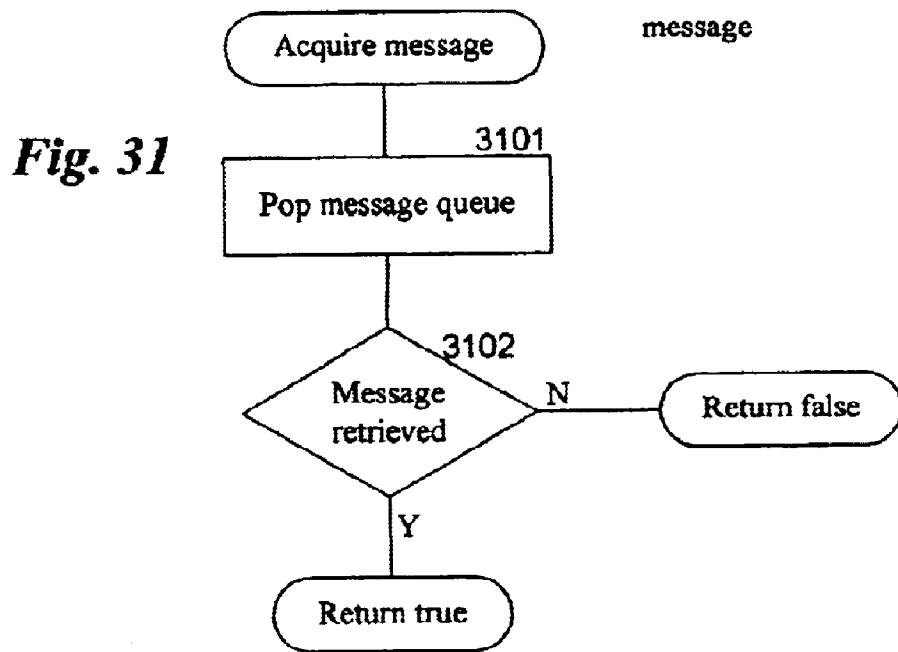 Acquire message
message
Fig. 31
3101
Pop message queue
3102
Message
retrieved
N
Return false
Y
Return true